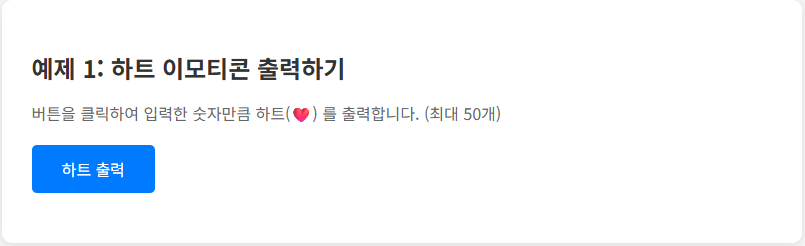 예제 1: 하트 이모티콘 출력하기
버튼을 클릭하여 입력한 숫자만큼 하트(❤️) 를 출력합니다. (최대 50개)
하트 출력